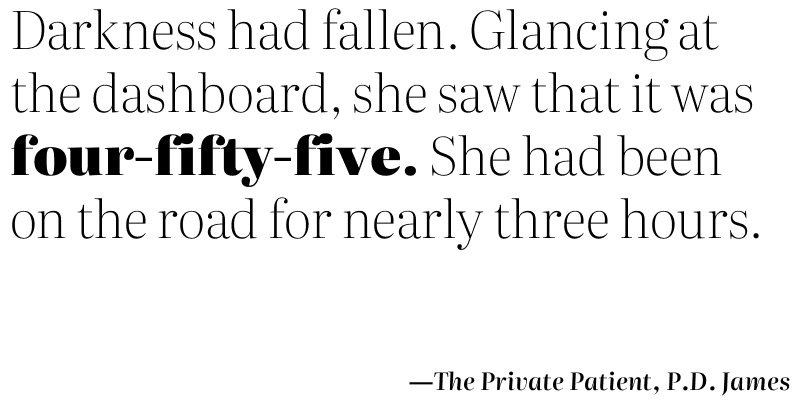 Darkness had fallen. Glancing at
the dashboard, she saw that it was
four-fifty-five. She had been
on the road for nearly three hours.
—The Private Patient, P.D. James